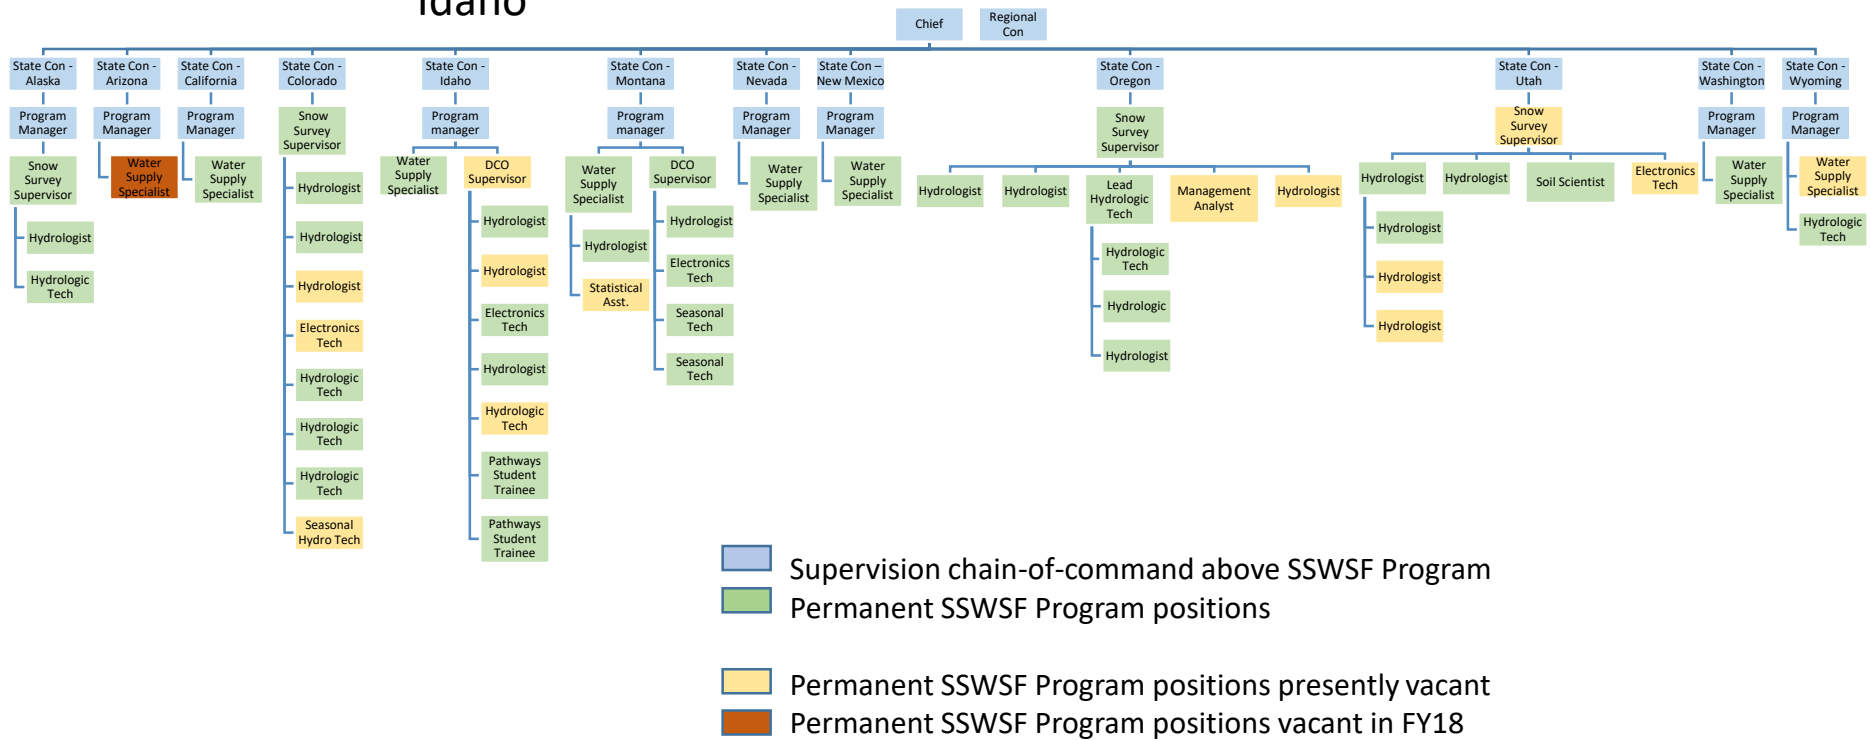 Idaho
Chief
Regional
Con
State Con -
Alaska
State Con -
Arizona
State Con -
California
State Con -
Colorado
State Con -
Idaho
State Con -
Montana
State Con -
Nevada
State Con –
New Mexico
State Con -
Oregon
State Con -
Utah
State Con -
Washington
State Con -
Wyoming
Program
Manager
Program
Manager
Program
Manager
Snow
Survey
Supervisor
Program
manager
Program
manager
Program
Manager
Program
Manager
Snow
Survey
Supervisor
Snow
Survey
Supervisor
Program
Manager
Program
Manager
Snow
Survey
Supervisor
Hydrologist
Hydrologic
Tech
Water
Supply
Specialist
Water
Supply
Specialist
Hydrologist
Hydrologist
Hydrologist
Electronics
Tech
Hydrologic
Tech
Hydrologic
Tech
Hydrologic
Tech
Seasonal
Hydro Tech
Water
Supply
Specialist
DCO
Supervisor
Hydrologist
Hydrologist
Electronics
Tech
Hydrologist
Hydrologic
Tech
Pathways
Student
Trainee
Pathways
Student
Trainee
Water
Supply
Specialist
Hydrologist
Statistical
Asst.
DCO
Supervisor
Hydrologist
Electronics
Tech
Seasonal
Tech
Seasonal
Tech
Water
Supply
Specialist
Water
Supply
Specialist
Hydrologist
Hydrologist
Lead
Hydrologic
Tech
Hydrologic
Tech
Hydrologic
Hydrologist
Management
Analyst
Hydrologist
Hydrologist
Hydrologist
Hydrologist
Hydrologist
Hydrologist
Soil Scientist
Electronics
Tech
Water
Supply
Specialist
Water
Supply
Specialist
Hydrologic
Tech
Supervision chain-of-command above SSWSF Program
Permanent SSWSF Program positions
Permanent SSWSF Program positions presently vacant
Permanent SSWSF Program positions vacant in FY18